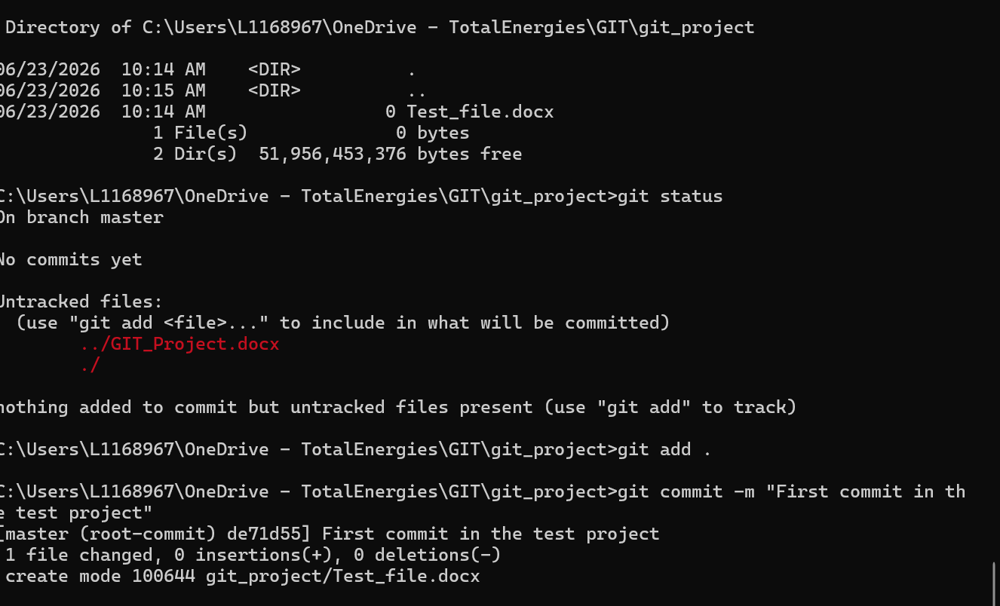 Directory of C:\Users\L1168967\OneDrive - TotalEnergies\GIT\git_project
06/23/2026  10:14 AM    <DIR>          .
06/23/2026  10:15 AM    <DIR>          ..
06/23/2026  10:14 AM                 0 Test_file.docx
1 File(s)              0 bytes
2 Dir(s)  51,956,453,376 bytes free
C:\Users\L1168967\OneDrive - TotalEnergies\GIT\git_project>git status
On branch master
No commits yet
Untracked files:
(use "git add <file>..." to include in what will be committed)
../GIT_Project.docx
./
nothing added to commit but untracked files present (use "git add" to track)
C:\Users\L1168967\OneDrive - TotalEnergies\GIT\git_project>git add .
C:\Users\L1168967\OneDrive - TotalEnergies\GIT\git_project>git commit -m "First commit in th
e test project"
[master (root-commit) de71d55] First commit in the test project
1 file changed, 0 insertions(+), 0 deletions(-)
create mode 100644 git_project/Test_file.docx